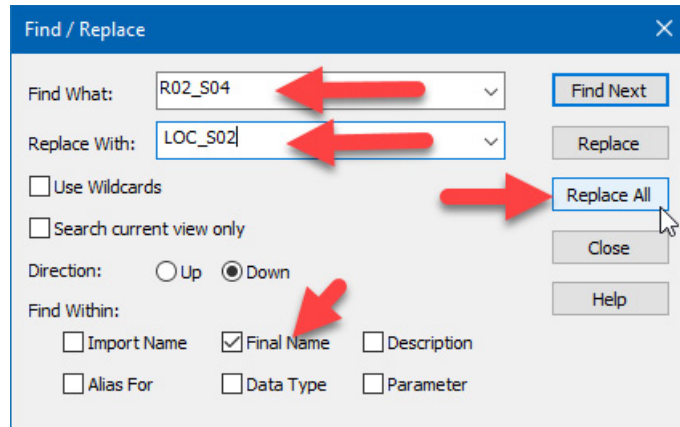 Find / Replace
Find What: R02_S04 Find Next
Replace With: LOC_S02 Replace
Use Wildcards Replace All
Search current view only
Close
Direction: Up Down
Help
Find Within:
Import Name Final Name Description
Alias For Data Type Parameter